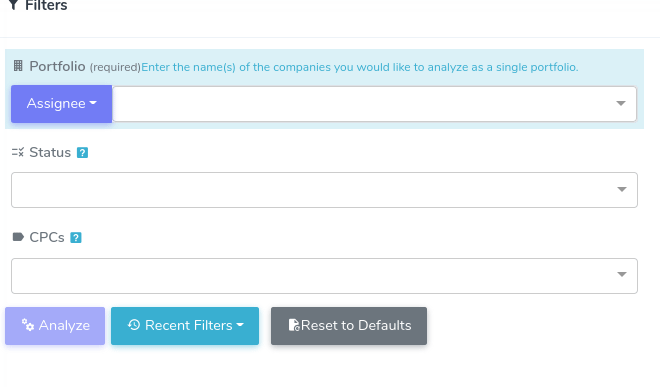 Filters
Portfolio (required)Enter the name(s) of the companies you would like to analyze as a single portfolio.
Assignee
Status ?
CPCs ?
Analyze Recent Filters Reset to Defaults